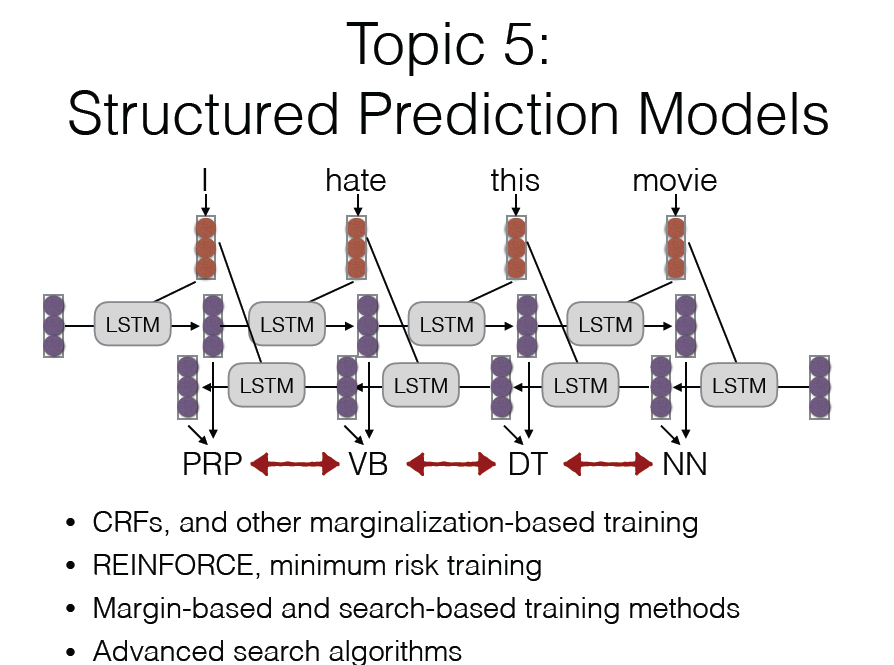 Topic 5:
Structured Prediction Models
I hate this movie
LSTM LSTM LSTM LSTM
LSTM LSTM LSTM LSTM
PRP VB DT NN
• CRFs, and other marginalization-based training
• REINFORCE, minimum risk training
• Margin-based and search-based training methods
• Advanced search algorithms